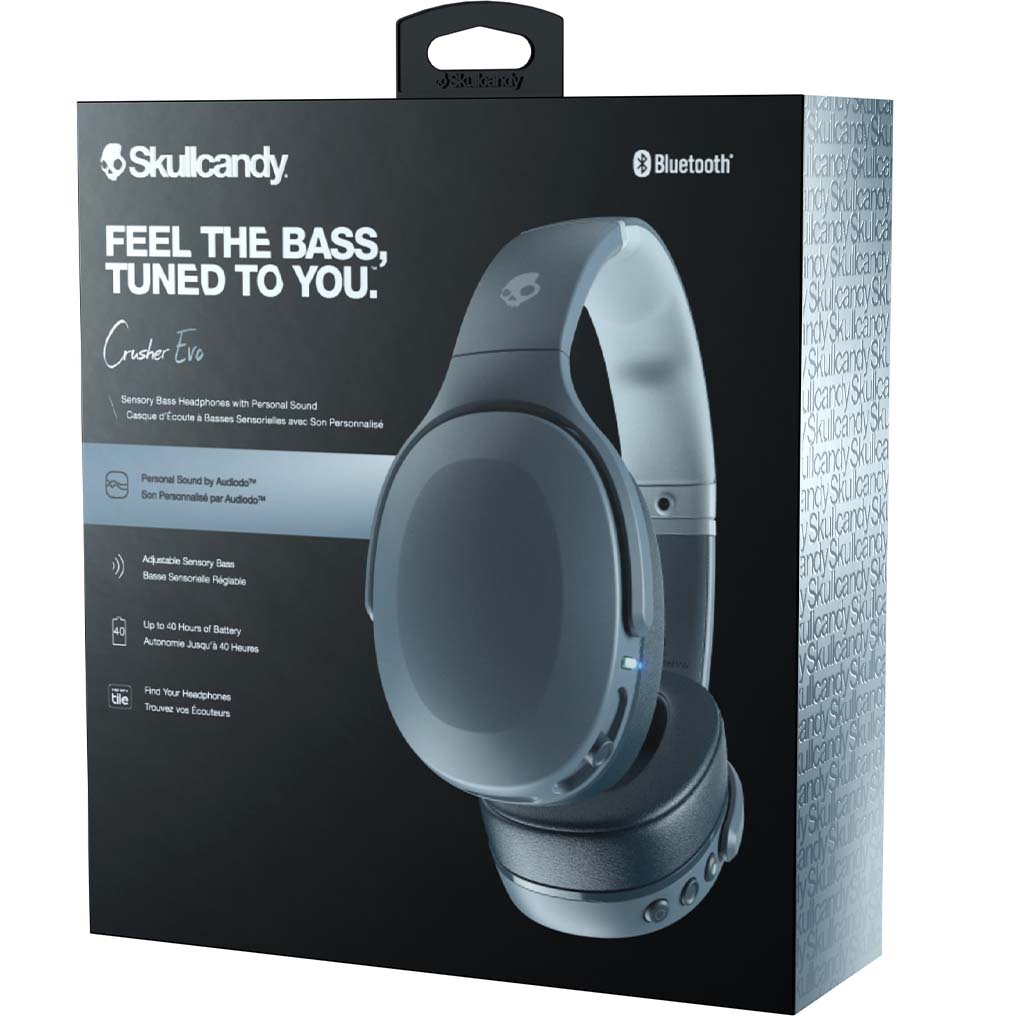 Skullcandy
Skullcandy
Bluetooth
FEEL THE BASS,
TUNED TO YOU.™
Crusher Evo
Sensory Bass Headphones with Personal Sound
Casque d'Écoute à Basses Sensorielles avec Son Personnalisé
Personal Sound by Audiodo™
Son Personnalisé par Audiodo™
Adjustable Sensory Bass
Basse Sensorielle Réglable
40
Up to 40 Hours of Battery
Autonomie Jusqu'à 40 Heures
tile
Find Your Headphones
Trouvez vos Écouteurs